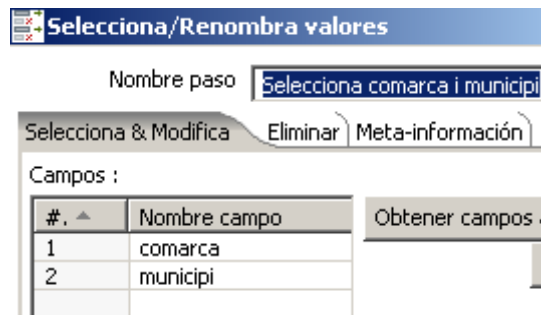 Selecciona/Renombra valores
Nombre paso Selecciona comarca i municipi
Selecciona & Modifica Eliminar Meta-información
Campos :
#. Nombre campo Obtener campos
1 comarca
2 municipi